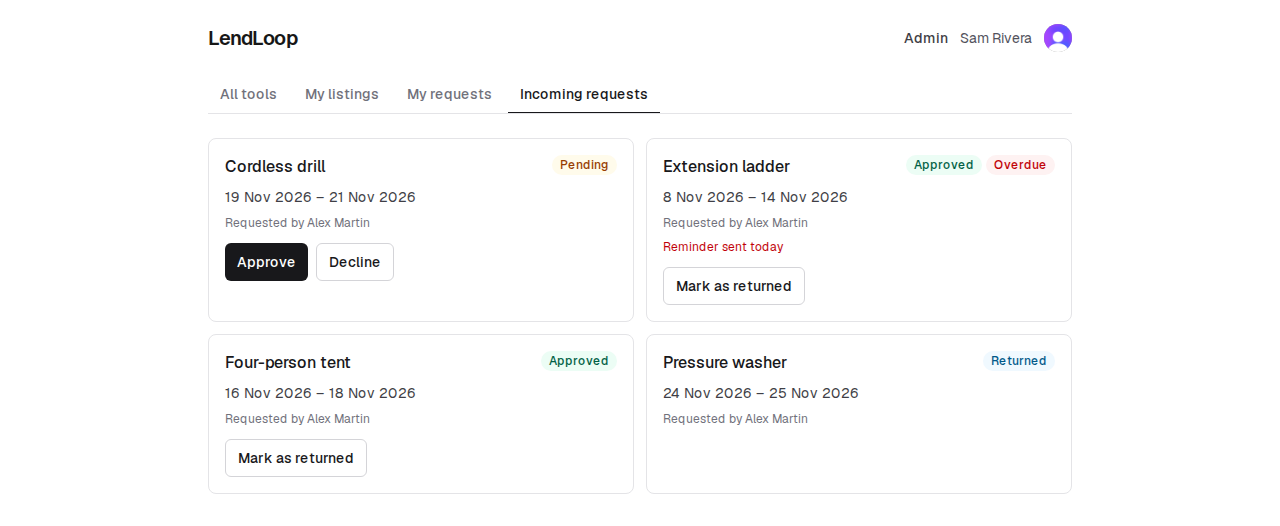 LendLoop
Admin Sam Rivera
All tools My listings My requests Incoming requests
Cordless drill Pending
19 Nov 2026 – 21 Nov 2026
Requested by Alex Martin
Approve Decline
Extension ladder Approved Overdue
8 Nov 2026 – 14 Nov 2026
Requested by Alex Martin
Reminder sent today
Mark as returned
Four-person tent Approved
16 Nov 2026 – 18 Nov 2026
Requested by Alex Martin
Mark as returned
Pressure washer Returned
24 Nov 2026 – 25 Nov 2026
Requested by Alex Martin